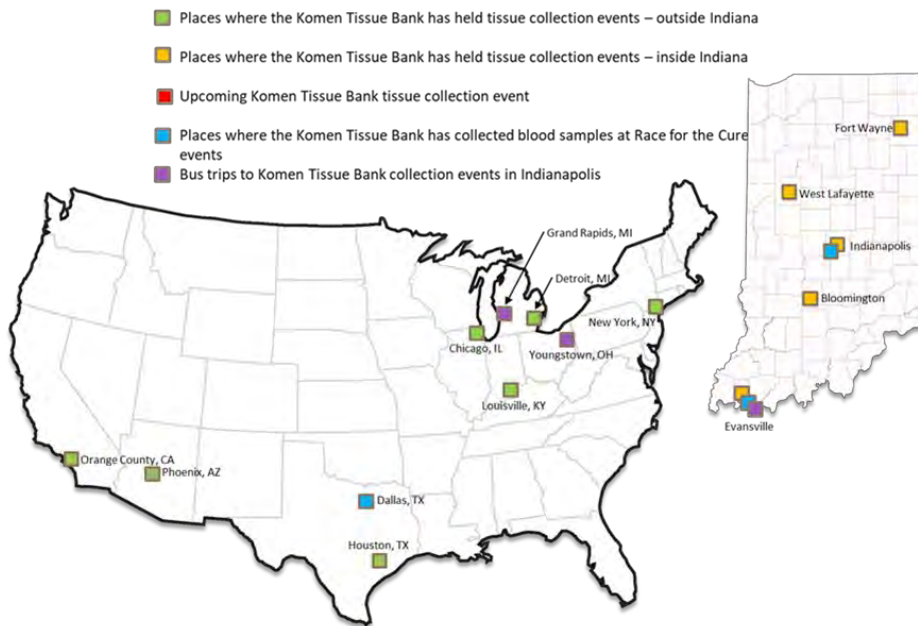 Places where the Komen Tissue Bank has held tissue collection events – outside Indiana
Places where the Komen Tissue Bank has held tissue collection events – inside Indiana
Upcoming Komen Tissue Bank tissue collection event
Places where the Komen Tissue Bank has collected blood samples at Race for the Cure
events
Bus trips to Komen Tissue Bank collection events in Indianapolis
Fort Wayne
West Lafayette
Indianapolis
Bloomington
Evansville
Grand Rapids, MI
Detroit, MI
New York, NY
Chicago, IL
Youngstown, OH
Louisville, KY
Orange County, CA
Phoenix, AZ
Dallas, TX
Houston, TX